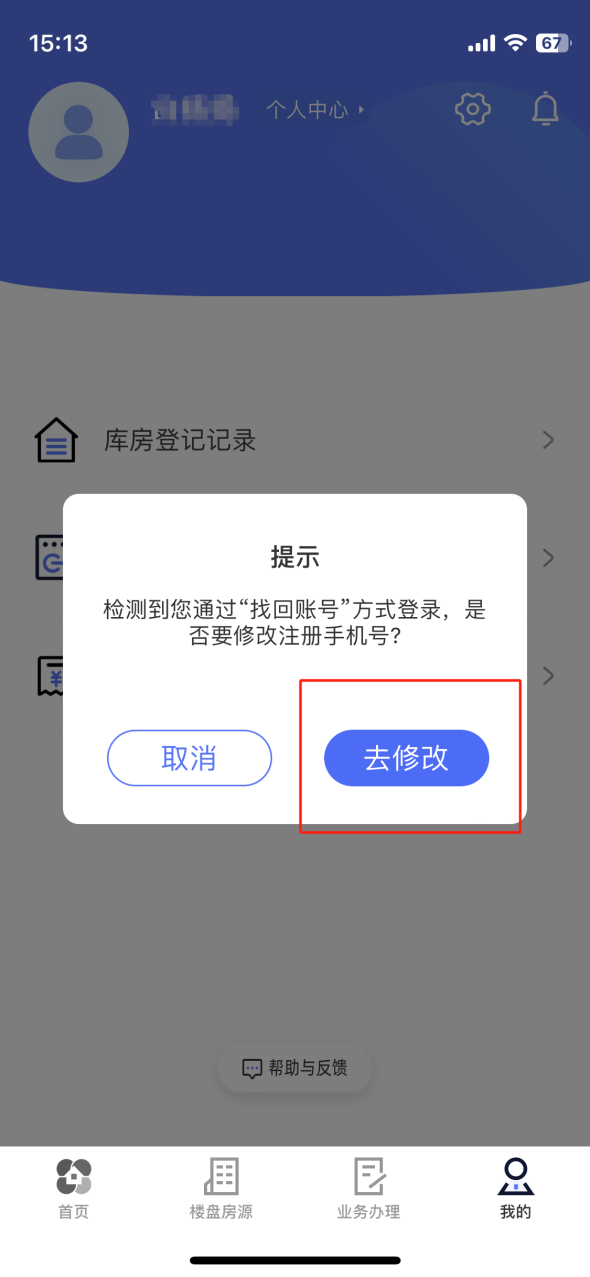 15:13
67
个人中心
库房登记记录
提示
检测到您通过“找回账号”方式登录，是
否要修改注册手机号?
取消
去修改
帮助与反馈
首页
楼盘房源
业务办理
我的